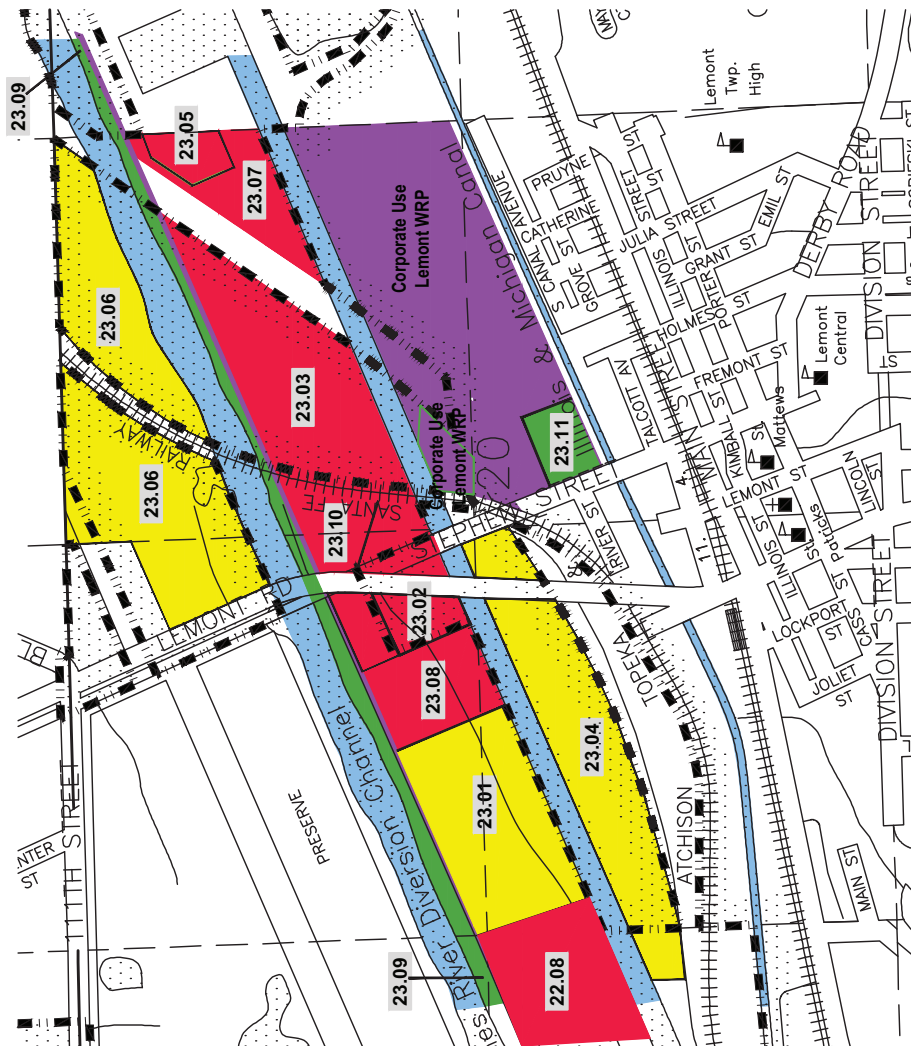 23.09
23.05
23.07
23.06
23.06
23.03
23.10
23.02
23.08
23.01
23.04
23.11
22.08
23.09
Corporate Use
Lemont WRP
Corporate Use
Lemont WRP
20
RAILWAY
SANTA FE
&
TOPEKA
ATCHISON
LEMONT RD
111TH STREET
PRESERVE
River Diversion Channel
Michigan Canal
&
S CANAL AVENUE
CATHERINE
ST
PRUYNE
STREET
ST
GROVE
JULIA STREET
ILLINOIS
ST
GRANT ST
EMIL ST
PORTER
HOLMES ST
FREMONT ST
TALCOTT AV
MAIN STREET
KIMBALL
ST
LEMONT ST
ILLINOIS ST
RIVER ST
LOCKPORT
ST
CASS
ST
LINCOLN
ST
JOLIET
ST
DERBY ROAD
DIVISION STREET
DIVISION STREET
MAIN ST
ST
ST
Lemont
Twp.
High
Lemont
Central
St
Mattews
St
Patricks